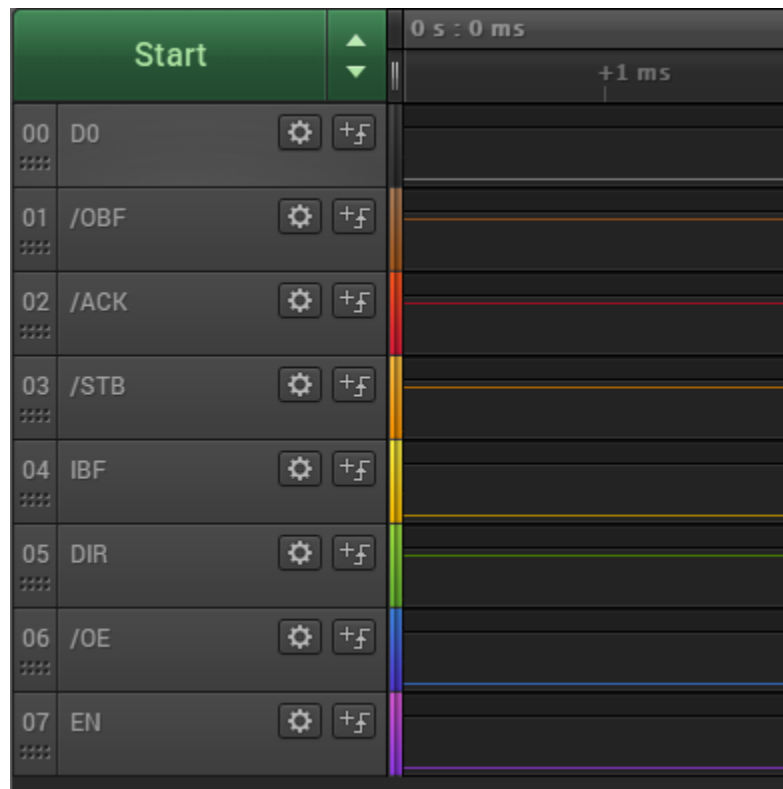 Start
0 s : 0 ms
+1 ms
00 D0
01 /OBF
02 /ACK
03 /STB
04 IBF
05 DIR
06 /OE
07 EN